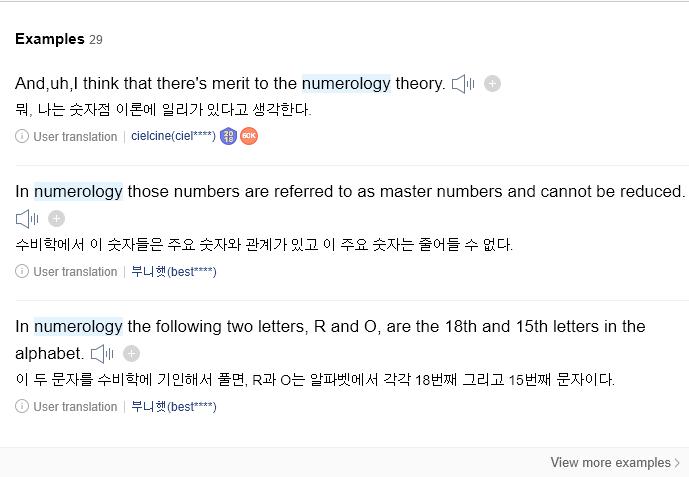 Examples 29
And,uh,I think that there's merit to the numerology theory.
뭐, 나는 숫자점 이론에 일리가 있다고 생각한다.
User translation | cielcine(ciel****) 2018 60K
In numerology those numbers are referred to as master numbers and cannot be reduced.
수비학에서 이 숫자들은 주요 숫자와 관계가 있고 이 주요 숫자는 줄어들 수 없다.
User translation | 부니햇(best****)
In numerology the following two letters, R and O, are the 18th and 15th letters in the
alphabet.
이 두 문자를 수비학에 기인해서 풀면, R과 O는 알파벳에서 각각 18번째 그리고 15번째 문자이다.
User translation | 부니햇(best****)
View more examples >